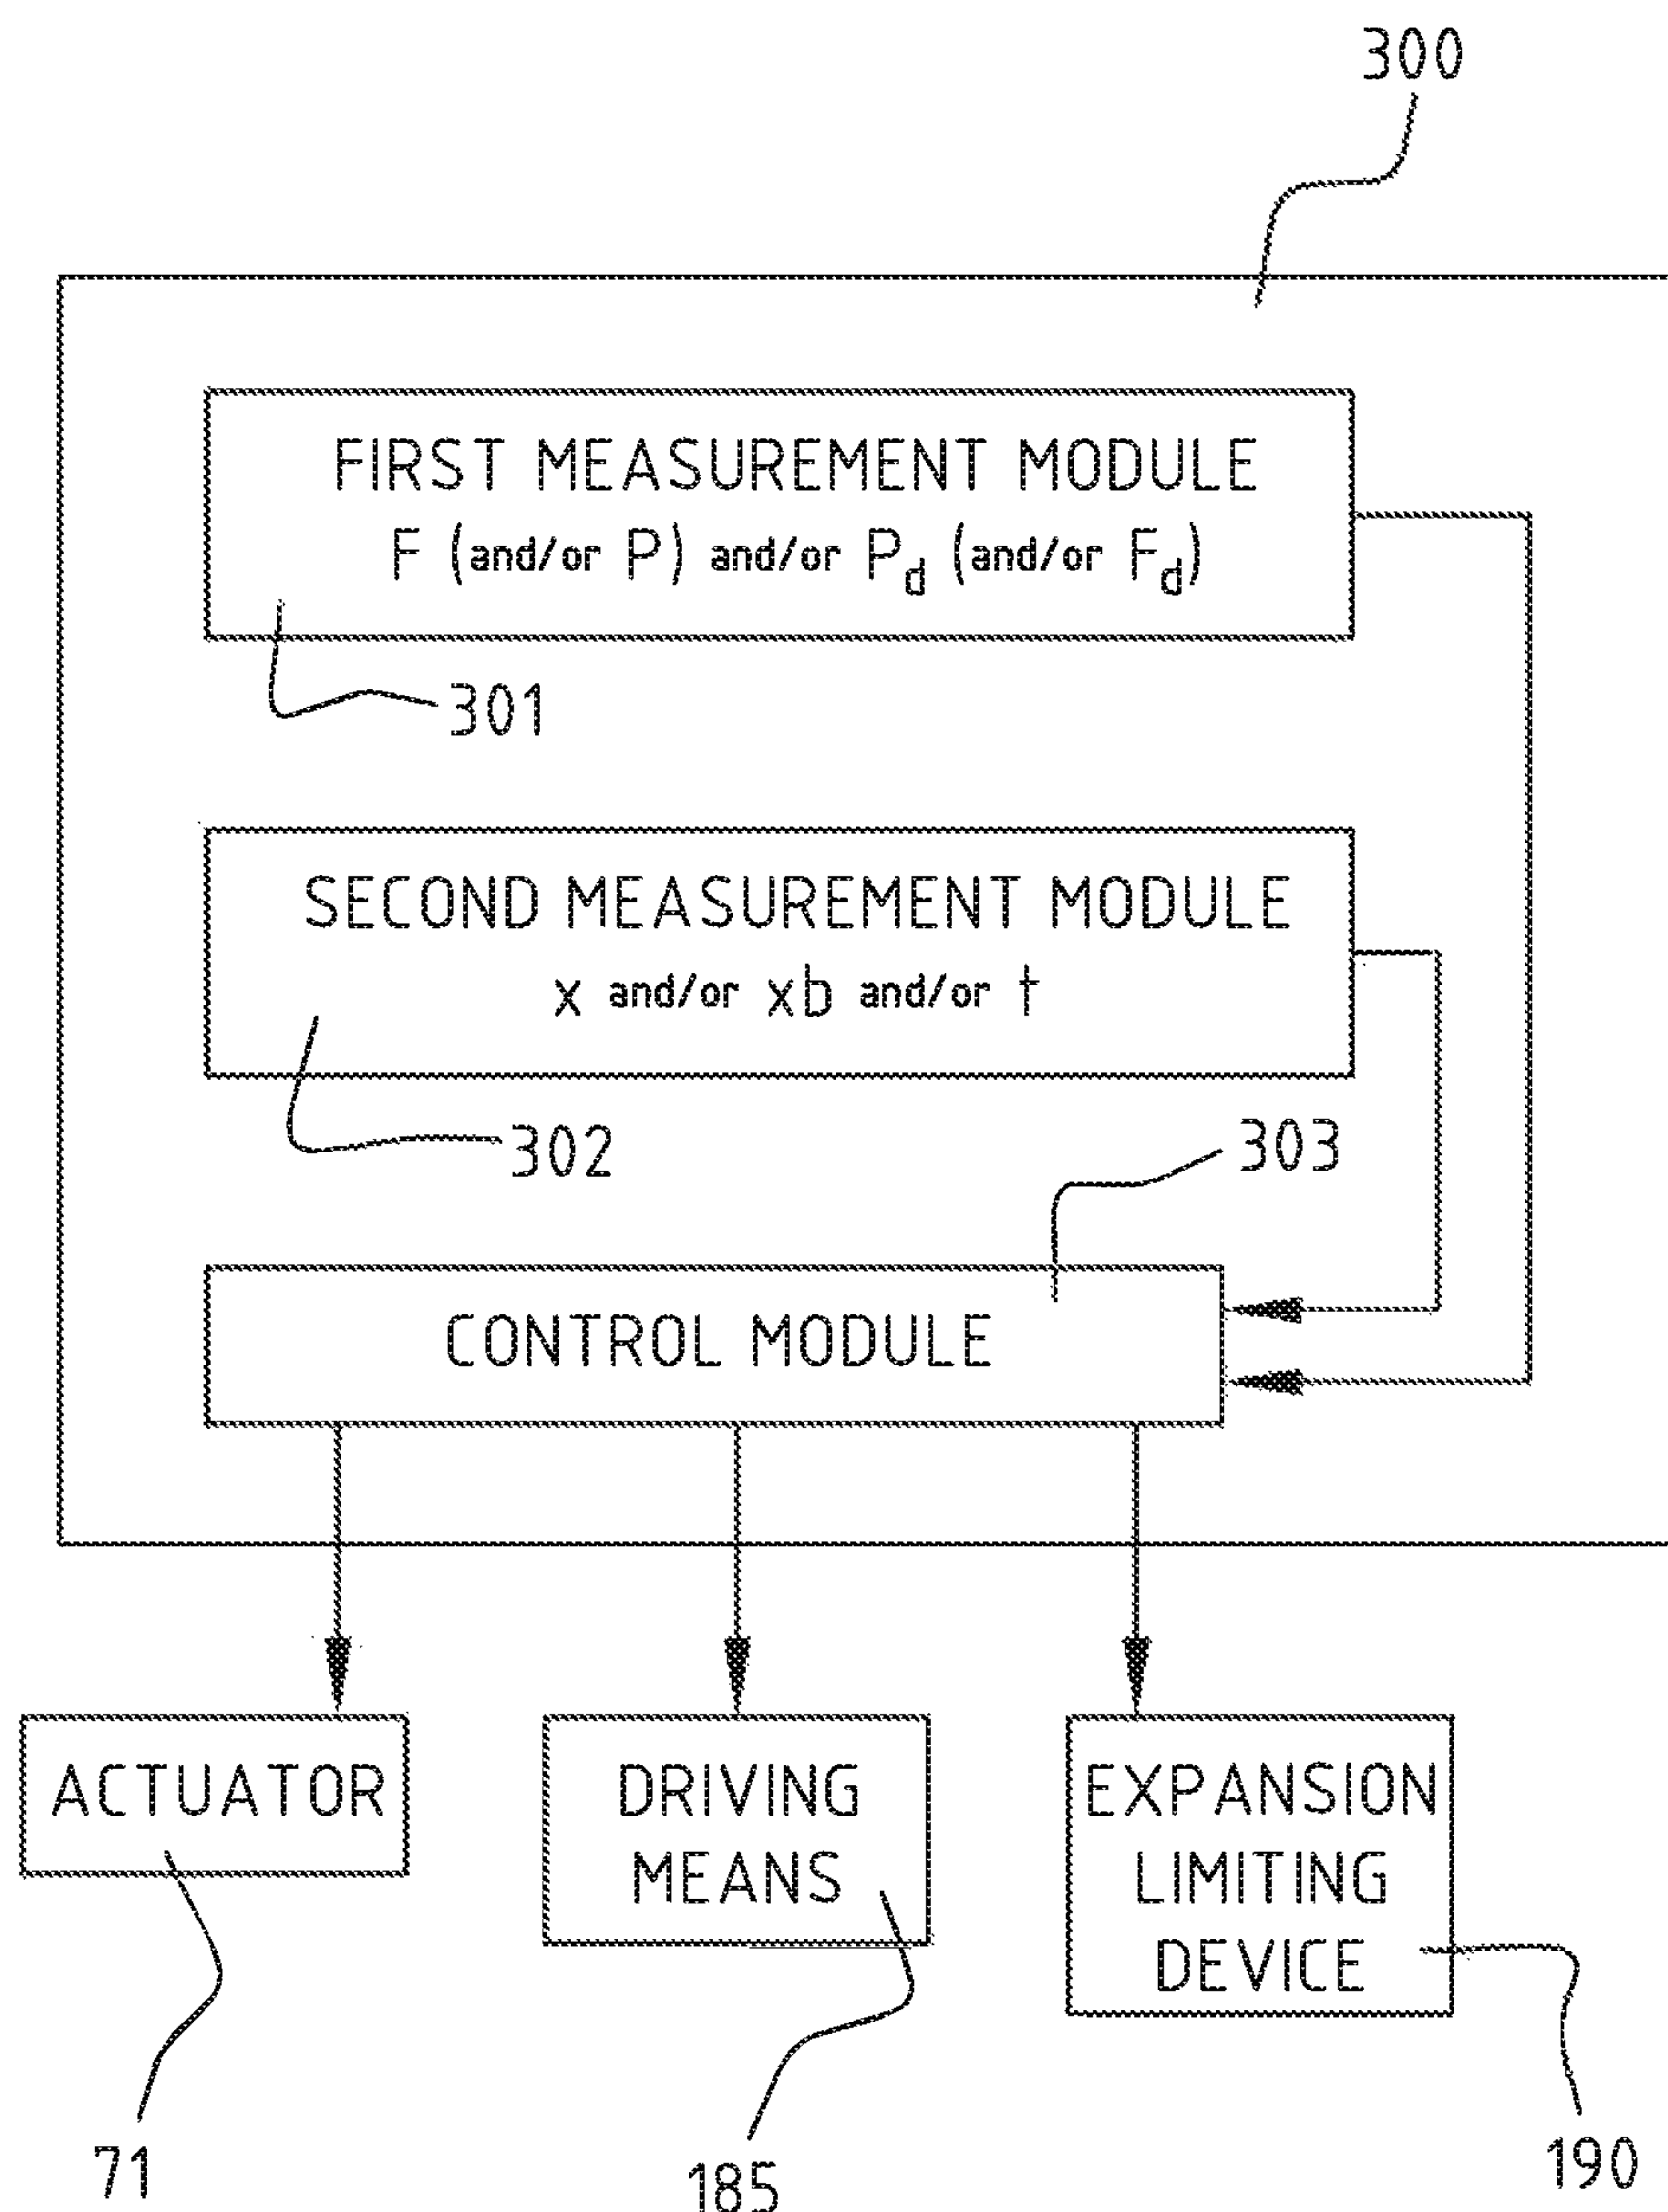 300
FIRST MEASUREMENT MODULE
F (and/or P) and/or Pd (and/or Fd)
301
SECOND MEASUREMENT MODULE
x and/or xb and/or t
302
303
CONTROL MODULE
ACTUATOR
DRIVING
MEANS
EXPANSION
LIMITING
DEVICE
71
185
190